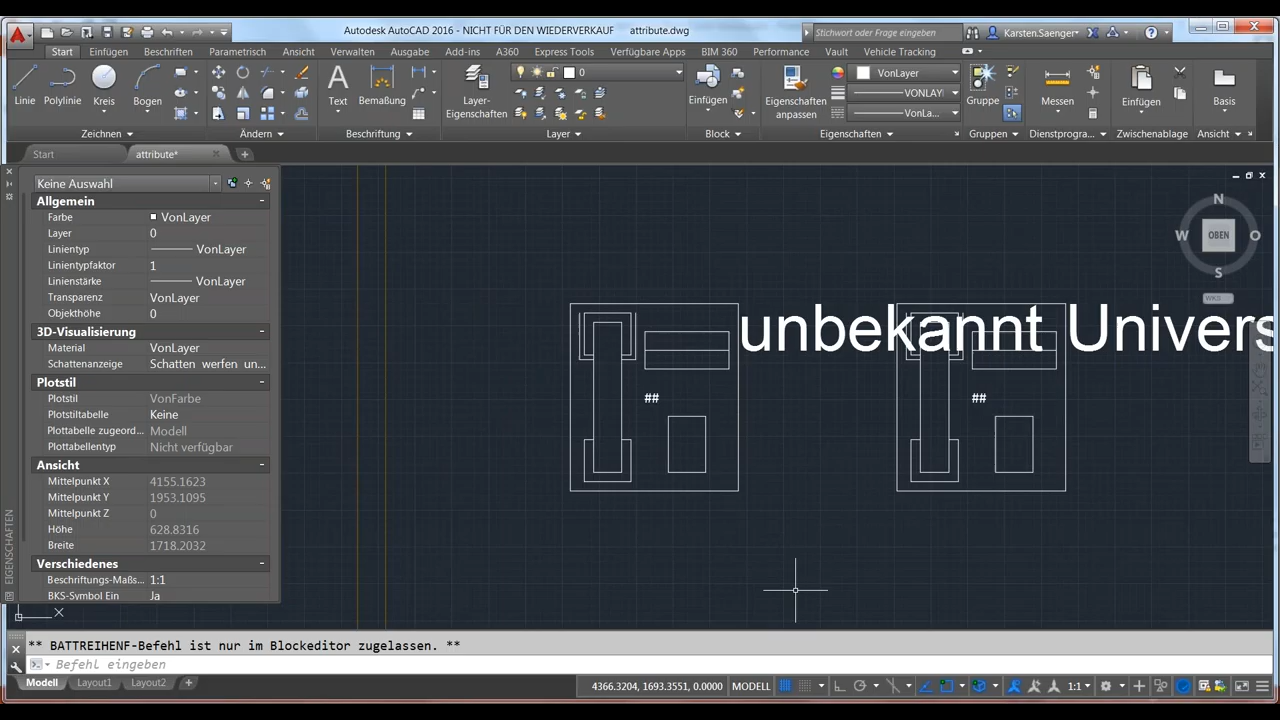 Autodesk AutoCAD 2016 - NICHT FÜR DEN WIEDERVERKAUF attribute.dwg
Stichwort oder Frage eingeben
Karsten.Saenger
Start Einfügen Beschriften Parametrisch Ansicht Verwalten Ausgabe Add-ins A360 Express Tools Verfügbare Apps BIM 360 Performance Vault Vehicle Tracking
0
VonLayer
VONLAYE
VonLa...
Linie Polylinie Kreis Bogen
Text Bemaßung
Layer-
Eigenschaften
Einfügen
Eigenschaften
anpassen
Gruppe
Messen
Einfügen
Basis
Zeichnen Ändern Beschriftung Layer Block Eigenschaften Gruppen Dienstprogra... Zwischenablage Ansicht
Start attribute*
Keine Auswahl
Allgemein
Farbe VonLayer
Layer 0
Linientyp VonLayer
Linientypfaktor 1
Linienstärke VonLayer
Transparenz VonLayer
Objekthöhe 0
3D-Visualisierung
Material VonLayer
Schattenanzeige Schatten werfen un...
Plotstil
Plotstil VonFarbe
Plotstiltabelle Keine
Plottabelle zugeord... Modell
Plottabellentyp Nicht verfügbar
Ansicht
Mittelpunkt X 4155.1623
Mittelpunkt Y 1953.1095
Mittelpunkt Z 0
Höhe 628.8316
Breite 1718.2032
Verschiedenes
Beschriftungs-Maßs... 1:1
BKS-Symbol Ein Ja
EIGENSCHAFTEN
X
unbekannt Univers
##
##
N
W OBEN O
S
WKS
** BATTREIHENF-Befehl ist nur im Blockeditor zugelassen. **
Befehl eingeben
Modell Layout1 Layout2
4366.3204, 1693.3551, 0.0000 MODELL 1:1